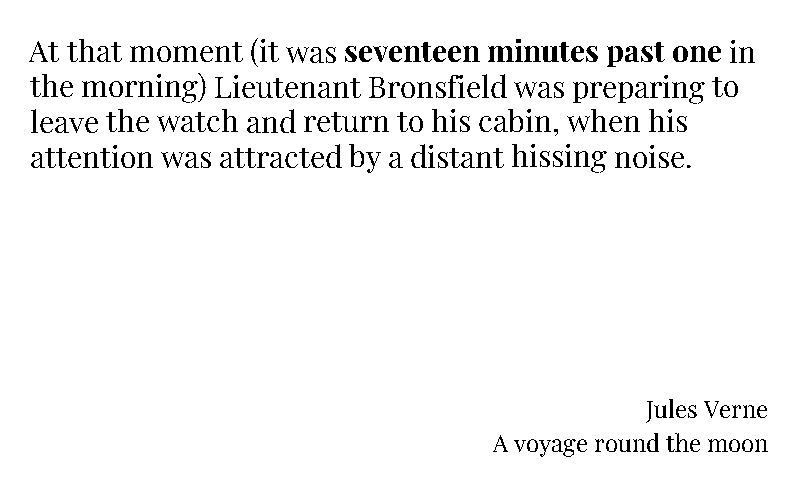 At that moment (it was seventeen minutes past one in
the morning) Lieutenant Bronsfield was preparing to
leave the watch and return to his cabin, when his
attention was attracted by a distant hissing noise.
Jules Verne
A voyage round the moon